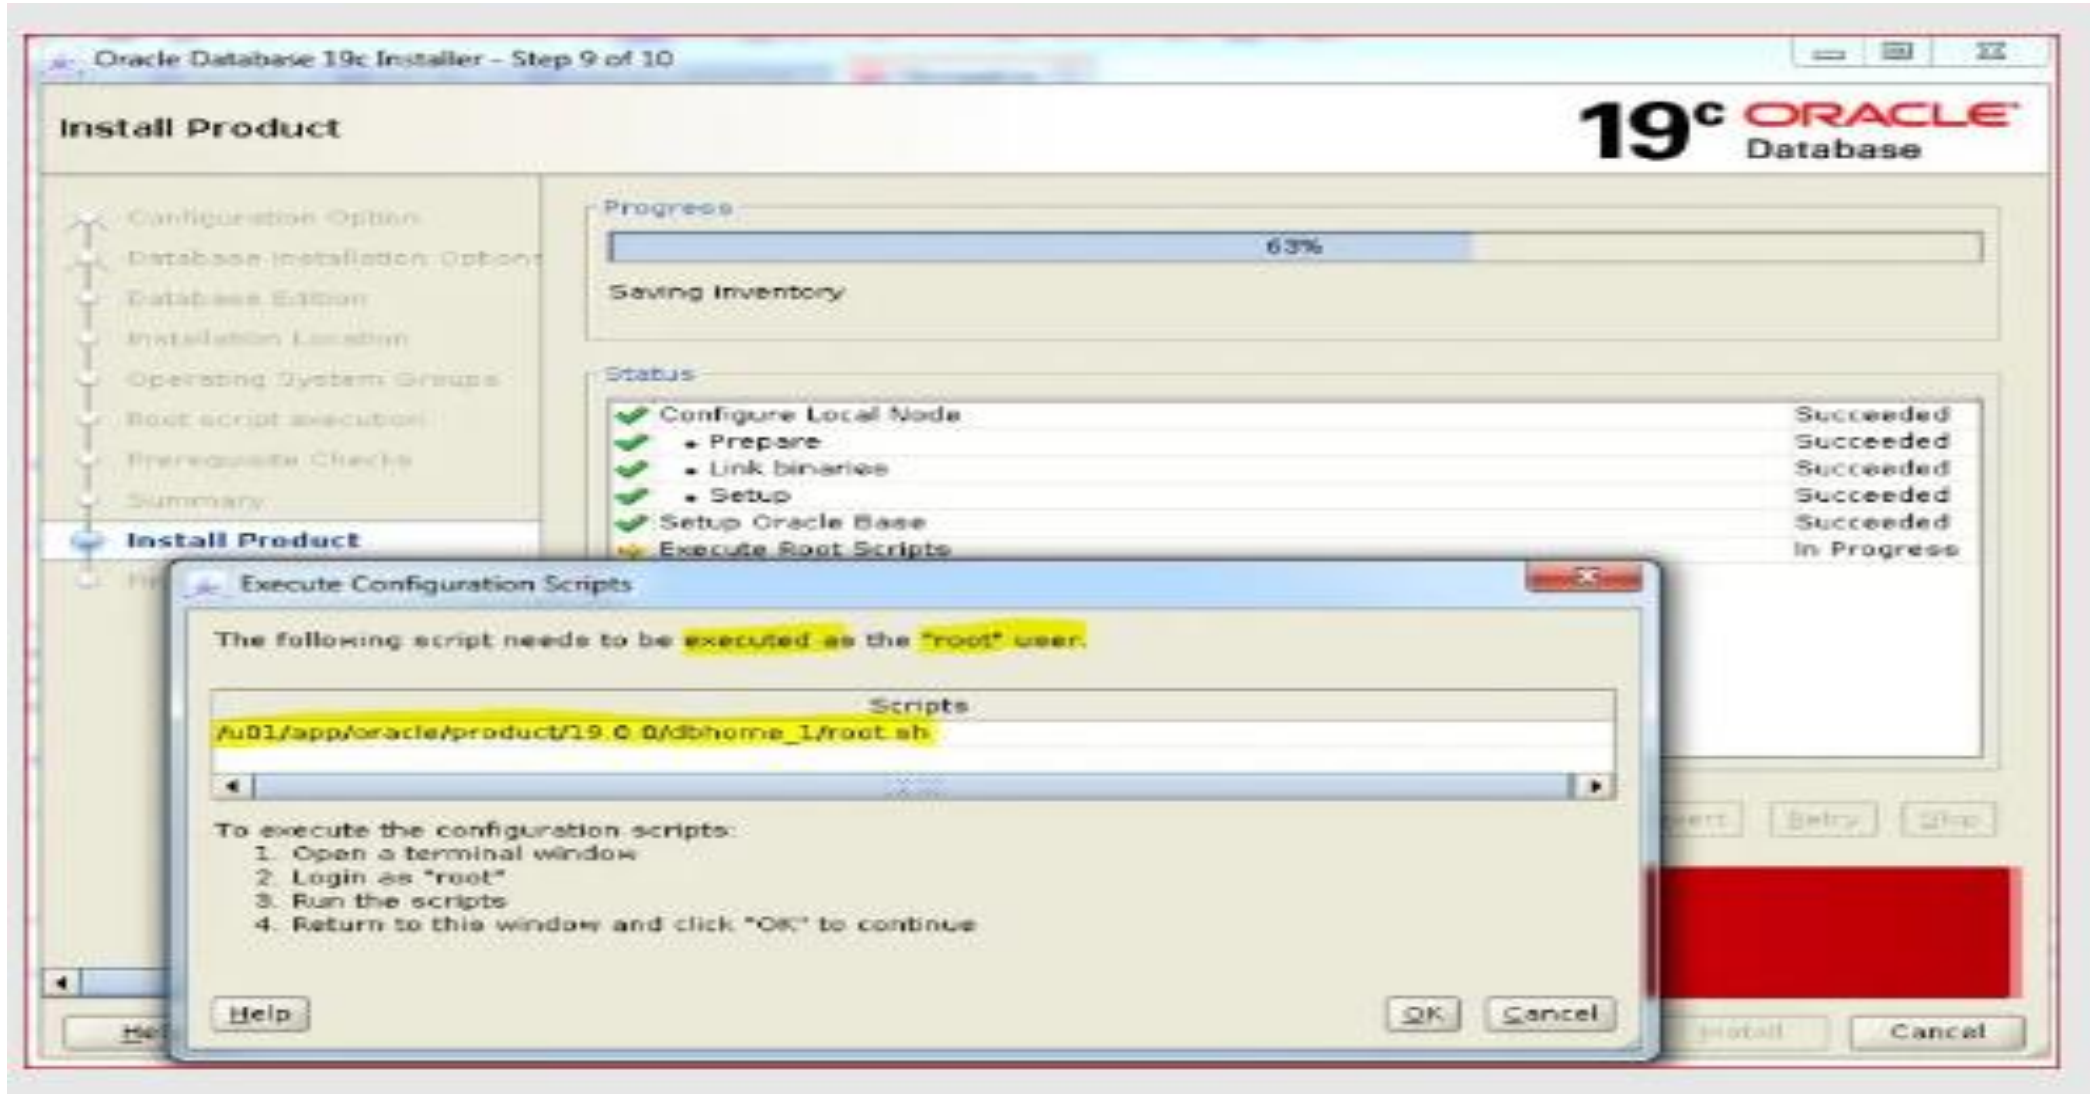 Oracle Database 19c Installer - Step 9 of 10
Install Product
19c ORACLE
Database
Configuration Option
Database Installation Options
Database Edition
Installation Location
Operating System Groups
Root script execution
Prerequisite Checks
Summary
Install Product
Progress
63%
Saving Inventory
Status
Configure Local Node Succeeded
• Prepare Succeeded
• Link binaries Succeeded
• Setup Succeeded
Setup Oracle Base Succeeded
Execute Root Scripts In Progress
Execute Configuration Scripts
The following script needs to be executed as the "root" user.
Scripts
/u01/app/oracle/product/19.0.0/dbhome_1/root.sh
To execute the configuration scripts:
1. Open a terminal window
2. Login as "root"
3. Run the scripts
4. Return to this window and click "OK" to continue
Help OK Cancel
Retry Skip
Install Cancel